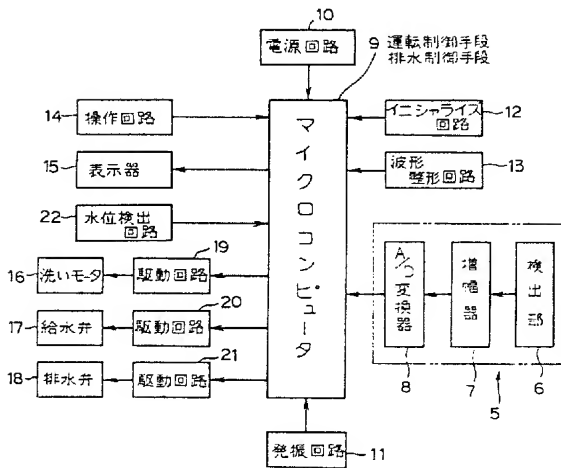 10
電源回路
9 運転制御手段
排水制御手段
14
操作回路
イニシャライズ
回路
12
15
表示器
波形
整形回路
13
22
水位検出
回路
マイクロコンピュータ
19
16
洗いモータ
駆動回路
20
17
給水弁
駆動回路
21
18
排水弁
駆動回路
A/D変換器
増幅器
検出部
8
7
6
5
発振回路
11